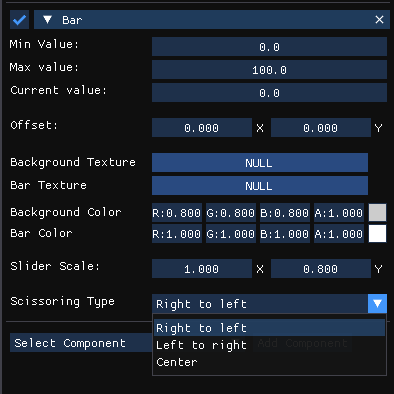 Bar
Min Value: 0.0
Max value: 100.0
Current value: 0.0
Offset: 0.000 X 0.000 Y
Background Texture NULL
Bar Texture NULL
Background Color R:0.800 G:0.800 B:0.800 A:1.000
Bar Color R:1.000 G:1.000 B:1.000 A:1.000
Slider Scale: 1.000 X 0.800 Y
Scissoring Type Right to left
Right to left
Select Component Left to right Add Component
Center